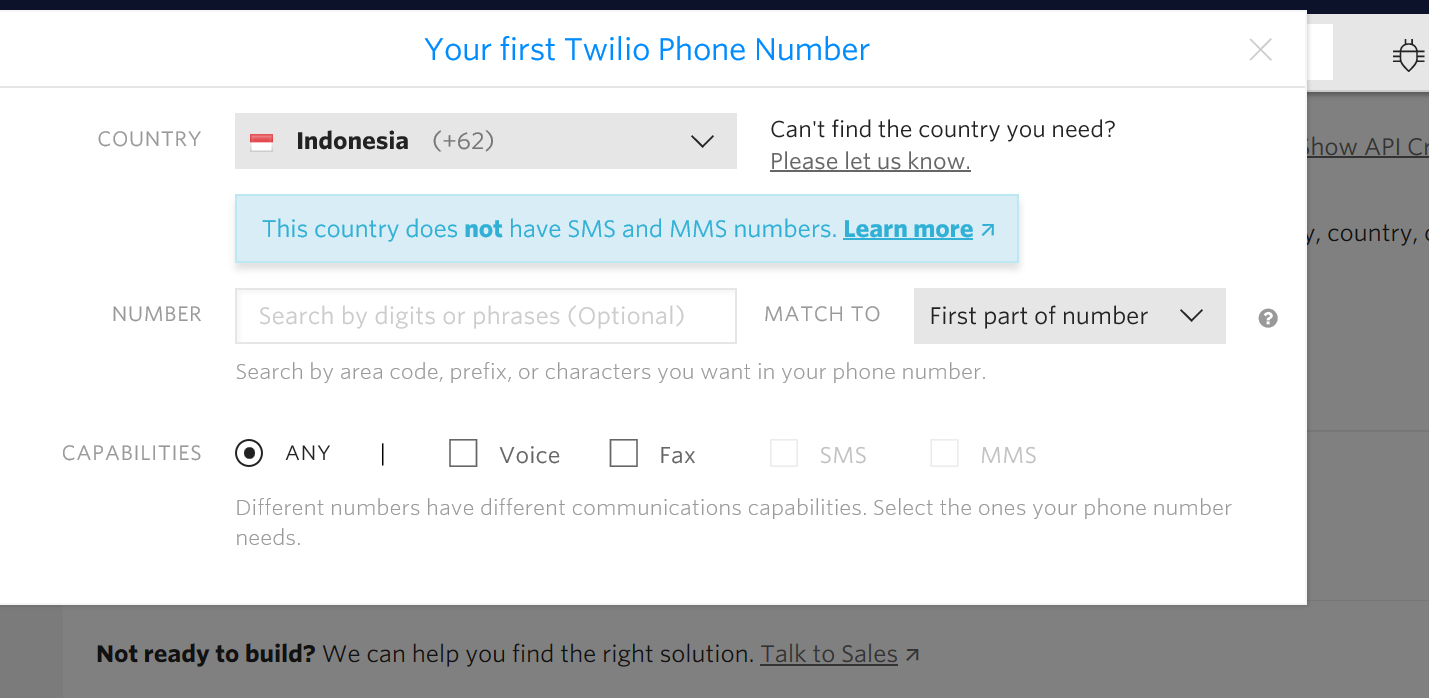 Your first Twilio Phone Number
COUNTRY
Indonesia (+62)
Can't find the country you need?
Please let us know.
This country does not have SMS and MMS numbers. Learn more
NUMBER
Search by digits or phrases (Optional)
MATCH TO
First part of number
Search by area code, prefix, or characters you want in your phone number.
CAPABILITIES
ANY
Voice
Fax
SMS
MMS
Different numbers have different communications capabilities. Select the ones your phone number
needs.
how API Cr
y, country,
Not ready to build? We can help you find the right solution. Talk to Sales